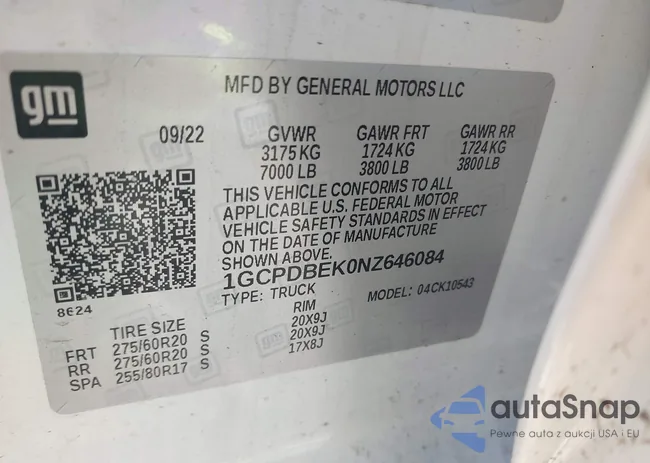 gm
MFD BY GENERAL MOTORS LLC
09/22 GVWR GAWR FRT GAWR RR
3175 KG 1724 KG 1724 KG
7000 LB 3800 LB 3800 LB
THIS VEHICLE CONFORMS TO ALL
APPLICABLE U.S. FEDERAL MOTOR
VEHICLE SAFETY STANDARDS IN EFFECT
ON THE DATE OF MANUFACTURE
SHOWN ABOVE.
1GCPDBEK0NZ646084
TYPE: TRUCK MODEL: 04CK10543
8624
TIRE SIZE RIM
FRT 275/60R20 S 20X9J
RR 275/60R20 S 20X9J
SPA 255/80R17 S 17X8J
autaSnap
Pewne auta z aukcji USA i EU